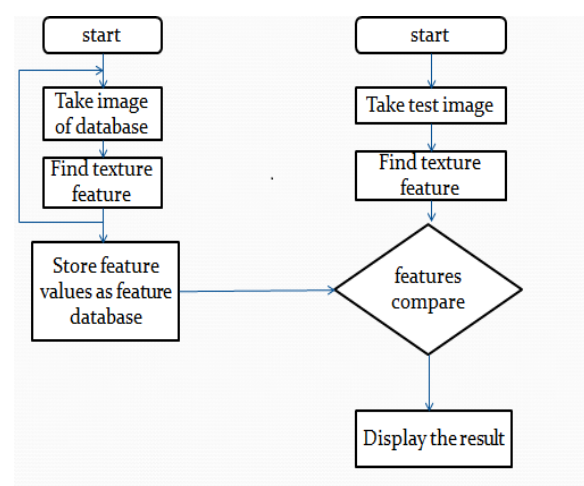 start
Take image
of database
Find texture
feature
Store feature
values as feature
database
start
Take test image
Find texture
feature
features
compare
Display the result